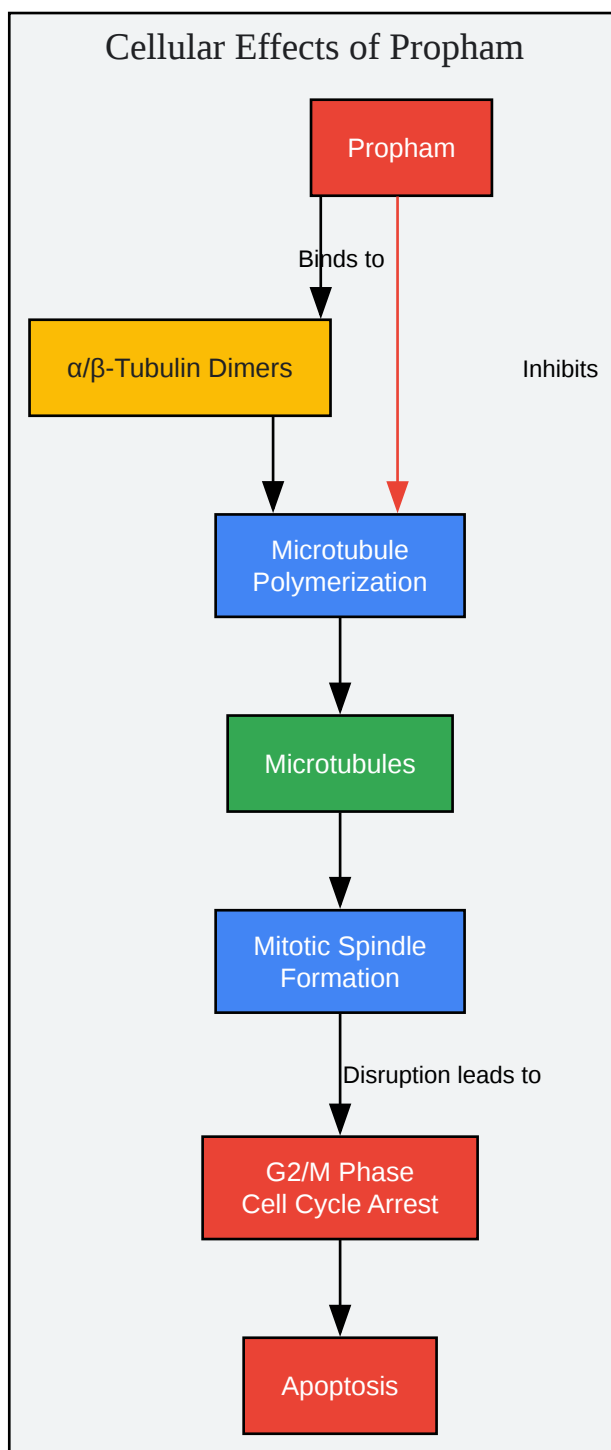 Cellular Effects of Propham
Propham
Binds to
α/β-Tubulin Dimers
Inhibits
Microtubule
Polymerization
Microtubules
Mitotic Spindle
Formation
Disruption leads to
G2/M Phase
Cell Cycle Arrest
Apoptosis